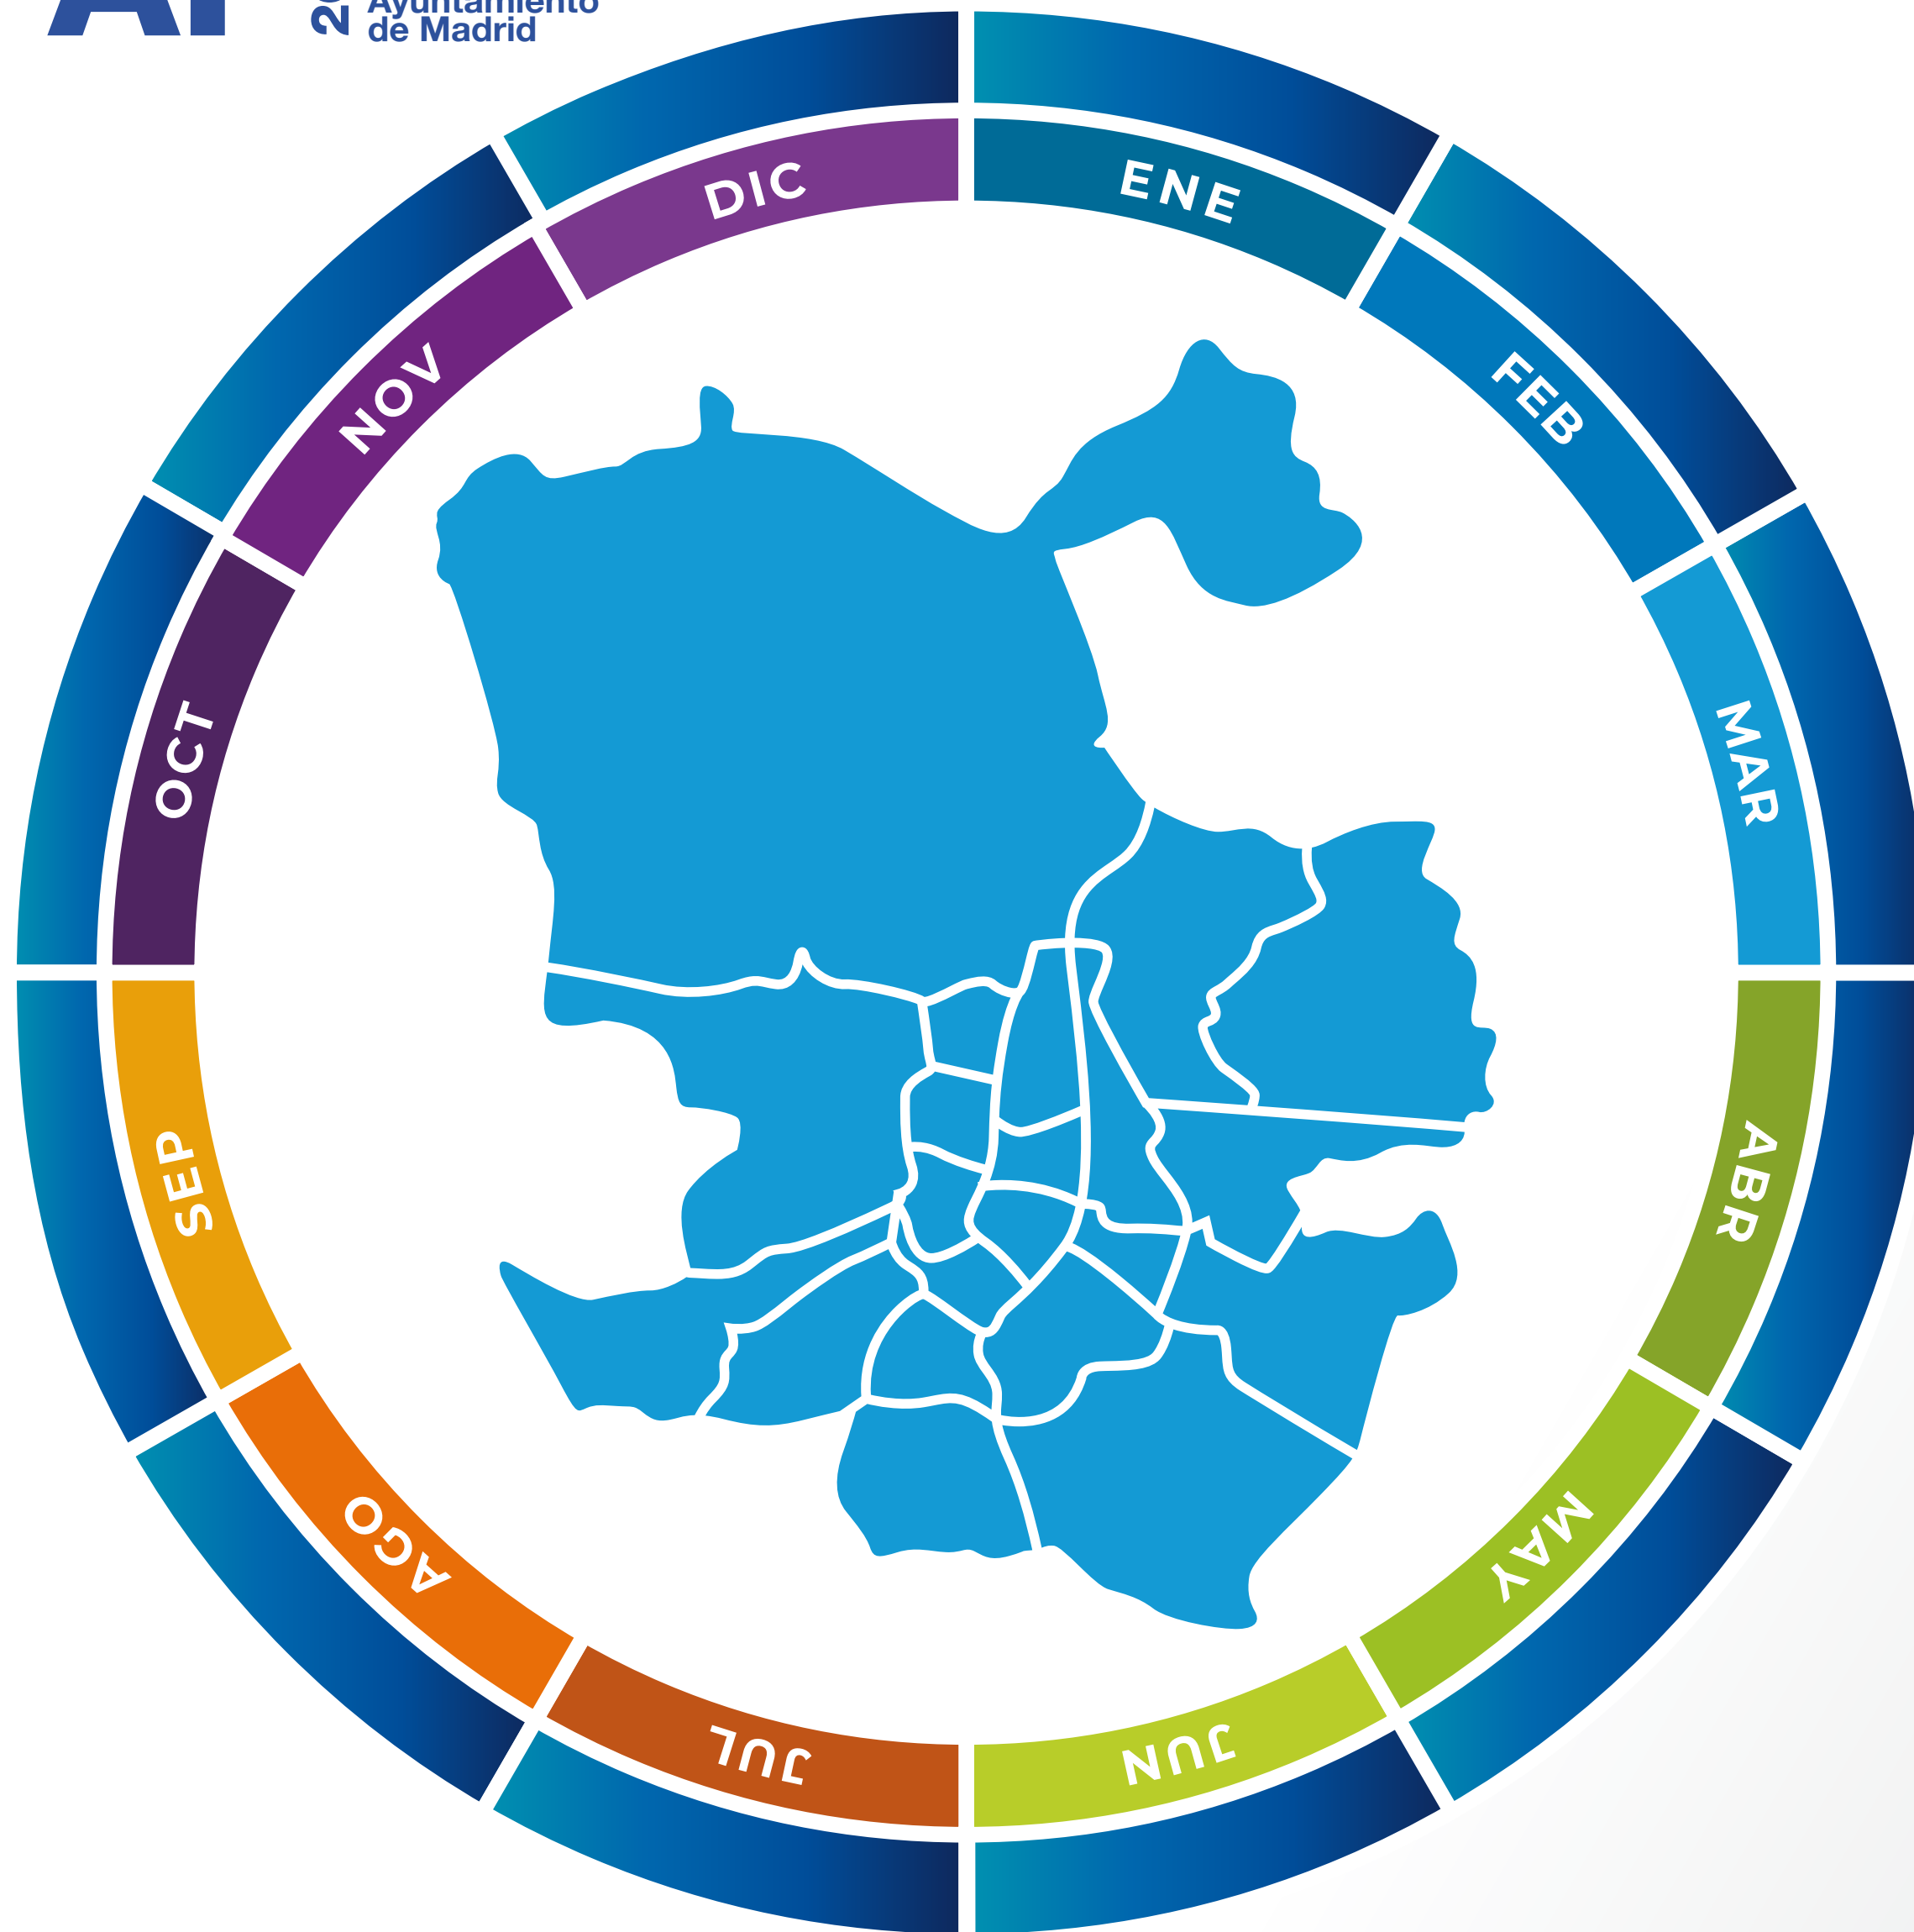 Ayuntamiento
de Madrid
ENE
FEB
MAR
ABR
MAY
JUN
JUL
AGO
SEP
OCT
NOV
DIC